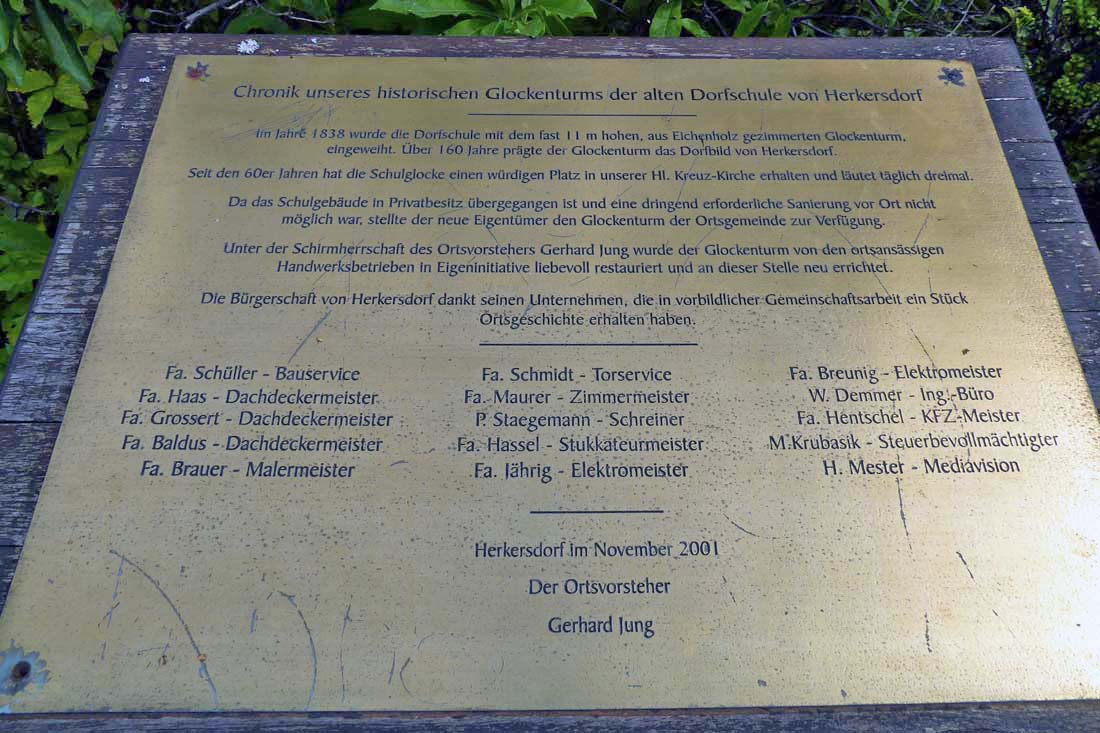 Chronik unseres historischen Glockenturms der alten Dorfschule von Herkersdorf
Im Jahre 1838 wurde die Dorfschule mit dem fast 11 m hohen, aus Eichenholz gezimmerten Glockenturm,
eingeweiht. Über 160 Jahre prägte der Glockenturm das Dorfbild von Herkersdorf.
Seit den 60er Jahren hat die Schulglocke einen würdigen Platz in unserer Hl. Kreuz-Kirche erhalten und läutet täglich dreimal.
Da das Schulgebäude in Privatbesitz übergegangen ist und eine dringend erforderliche Sanierung vor Ort nicht
möglich war, stellte der neue Eigentümer den Glockenturm der Ortsgemeinde zur Verfügung.
Unter der Schirmherrschaft des Ortsvorstehers Gerhard Jung wurde der Glockenturm von den ortsansässigen
Handwerksbetrieben in Eigeninitiative liebevoll restauriert und an dieser Stelle neu errichtet.
Die Bürgerschaft von Herkersdorf dankt seinen Unternehmen, die in vorbildlicher Gemeinschaftsarbeit ein Stück
Ortsgeschichte erhalten haben.
Fa. Schüller - Bauservice
Fa. Haas - Dachdeckermeister
Fa. Grossert - Dachdeckermeister
Fa. Baldus - Dachdeckermeister
Fa. Brauer - Malermeister
Fa. Schmidt - Torservice
Fa. Maurer - Zimmermeister
P. Staegemann - Schreiner
Fa. Hassel - Stukkateurmeister
Fa. Jährig - Elektromeister
Fa. Breunig - Elektromeister
W. Demmer - Ing.-Büro
Fa. Hentschel - KFZ-Meister
M.Krubasik - Steuerbevollmächtigter
H. Mester - Mediavision
Herkersdorf im November 2001
Der Ortsvorsteher
Gerhard Jung